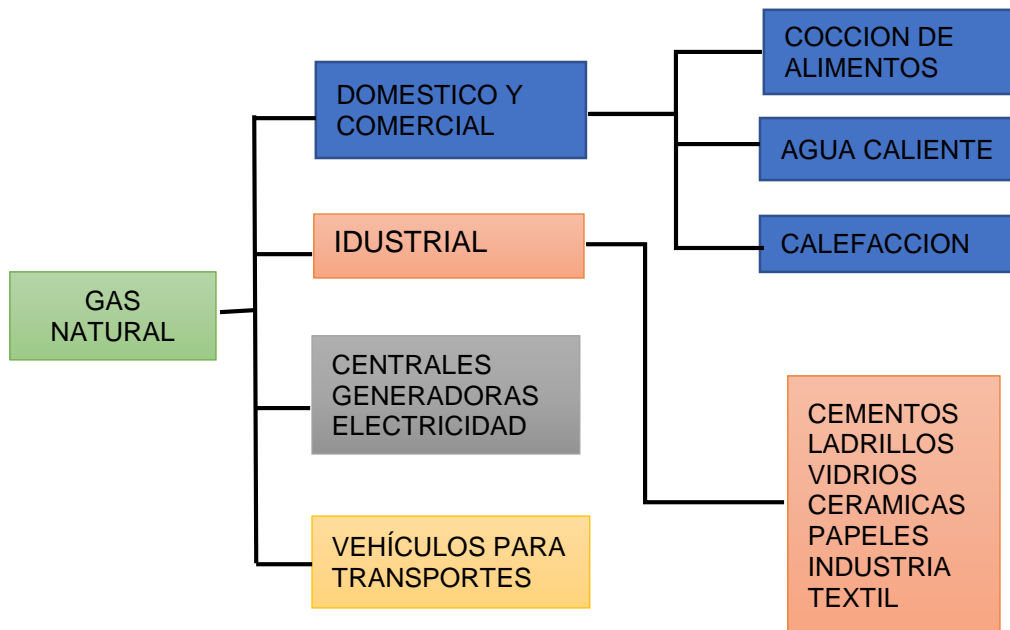 GAS
NATURAL
DOMESTICO Y
COMERCIAL
COCCION DE
ALIMENTOS
AGUA CALIENTE
CALEFACCION
IDUSTRIAL
CEMENTOS
LADRILLOS
VIDRIOS
CERAMICAS
PAPELES
INDUSTRIA
TEXTIL
CENTRALES
GENERADORAS
ELECTRICIDAD
VEHÍCULOS PARA
TRANSPORTES